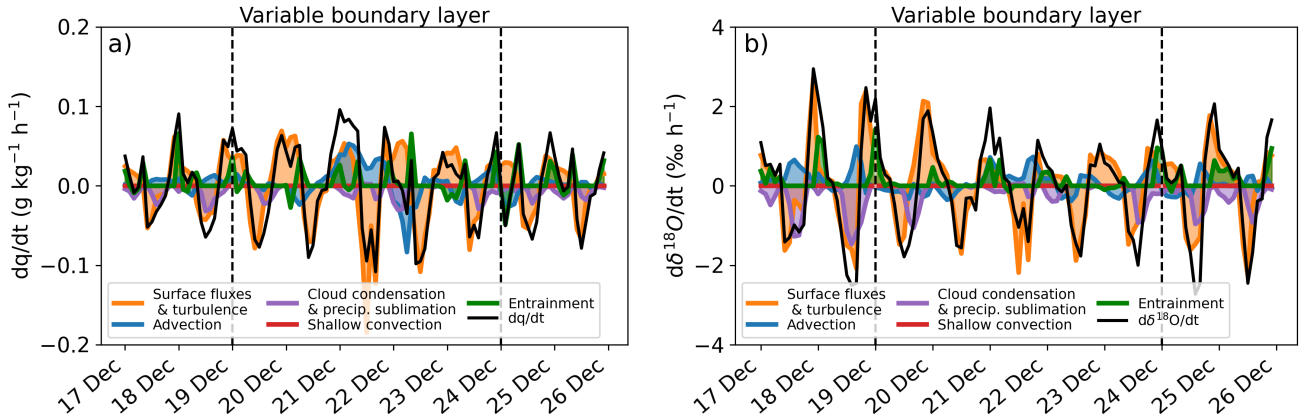 Variable boundary layer
a)
dq/dt (g kg⁻¹ h⁻¹)
0.2
0.1
0.0
−0.1
−0.2
Surface fluxes
& turbulence
Advection
Cloud condensation
& precip. sublimation
Shallow convection
Entrainment
dq/dt
17 Dec
18 Dec
19 Dec
20 Dec
21 Dec
22 Dec
23 Dec
24 Dec
25 Dec
26 Dec
Variable boundary layer
b)
dδ¹⁸O/dt (‰ h⁻¹)
4
2
0
−2
−4
Surface fluxes
& turbulence
Advection
Cloud condensation
& precip. sublimation
Shallow convection
Entrainment
dδ¹⁸O/dt
17 Dec
18 Dec
19 Dec
20 Dec
21 Dec
22 Dec
23 Dec
24 Dec
25 Dec
26 Dec